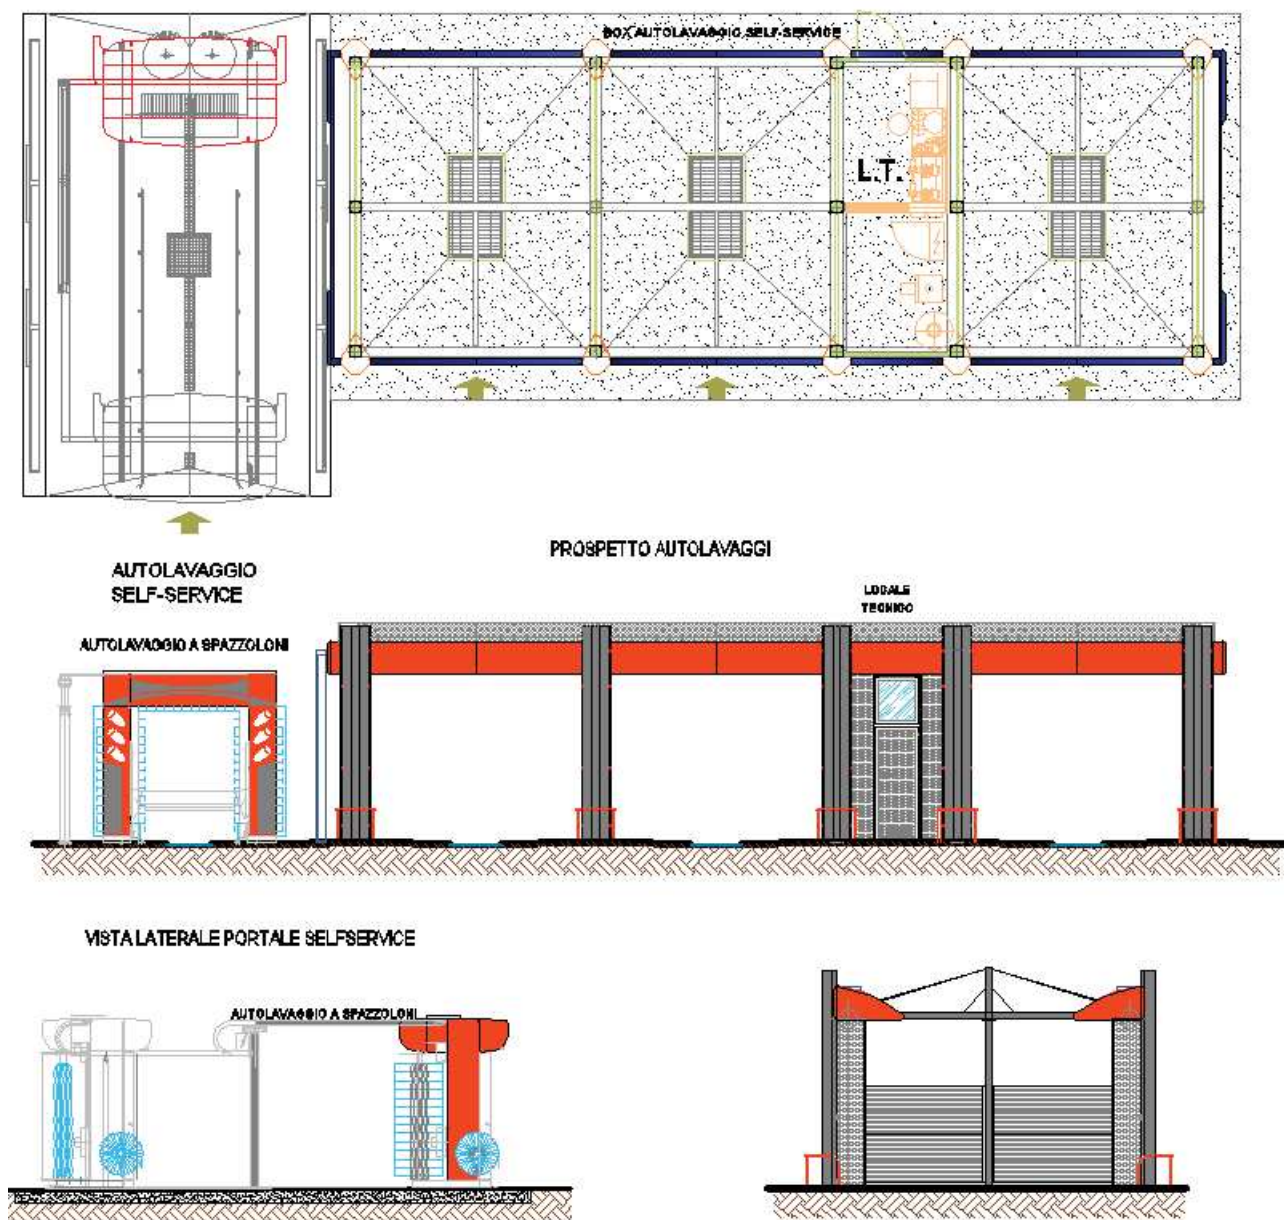 BOX AUTOLAVAGGIO SELF-SERVICE
L.T.
AUTOLAVAGGIO
SELF-SERVICE
PROSPETTO AUTOLAVAGGI
LOCALE
TECNICO
AUTOLAVAGGIO A SPAZZOLONI
VISTA LATERALE PORTALE SELFSERVICE
AUTOLAVAGGIO A SPAZZOLONI